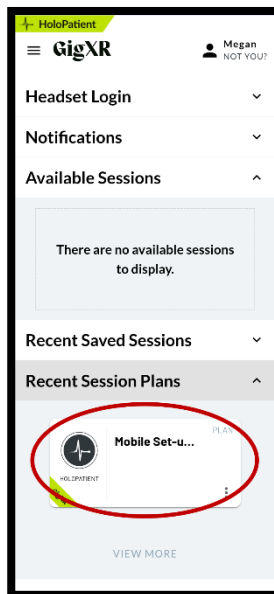 HoloPatient
GigXR
Megan
NOT YOU?
Headset Login
Notifications
Available Sessions
There are no available sessions
to display.
Recent Saved Sessions
Recent Session Plans
PLAN
Mobile Set-u...
HOLOPATIENT
VIEW MORE